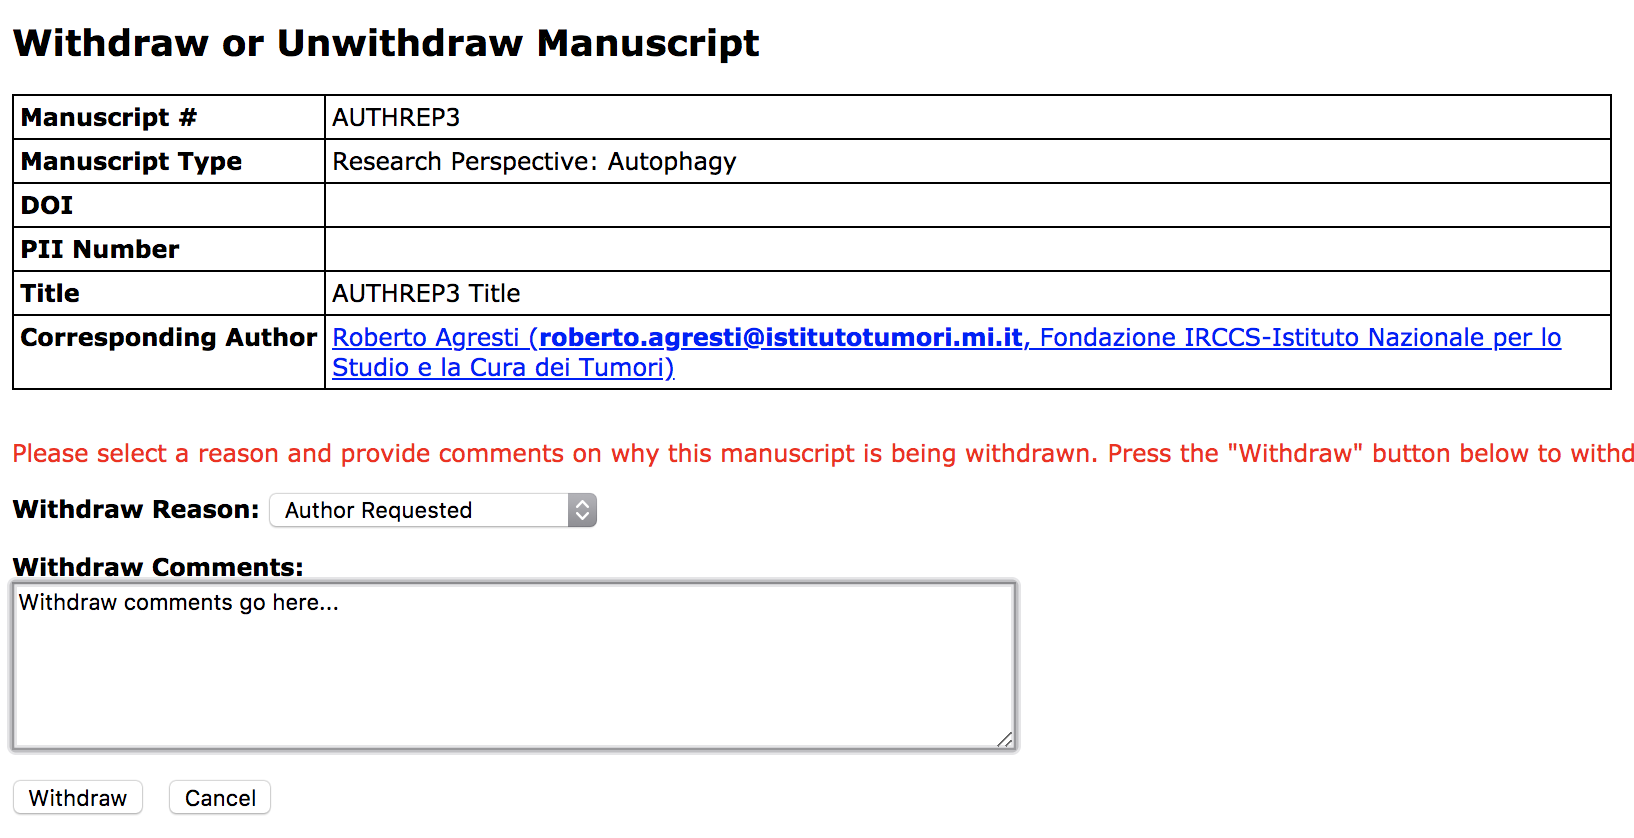 Withdraw or Unwithdraw Manuscript
Manuscript # AUTHREP3
Manuscript Type Research Perspective: Autophagy
DOI
PII Number
Title AUTHREP3 Title
Corresponding Author Roberto Agresti (roberto.agresti@istitutotumori.mi.it, Fondazione IRCCS-Istituto Nazionale per lo
Studio e la Cura dei Tumori)
Please select a reason and provide comments on why this manuscript is being withdrawn. Press the "Withdraw" button below to withd
Withdraw Reason: Author Requested
Withdraw Comments:
Withdraw comments go here...
Withdraw Cancel